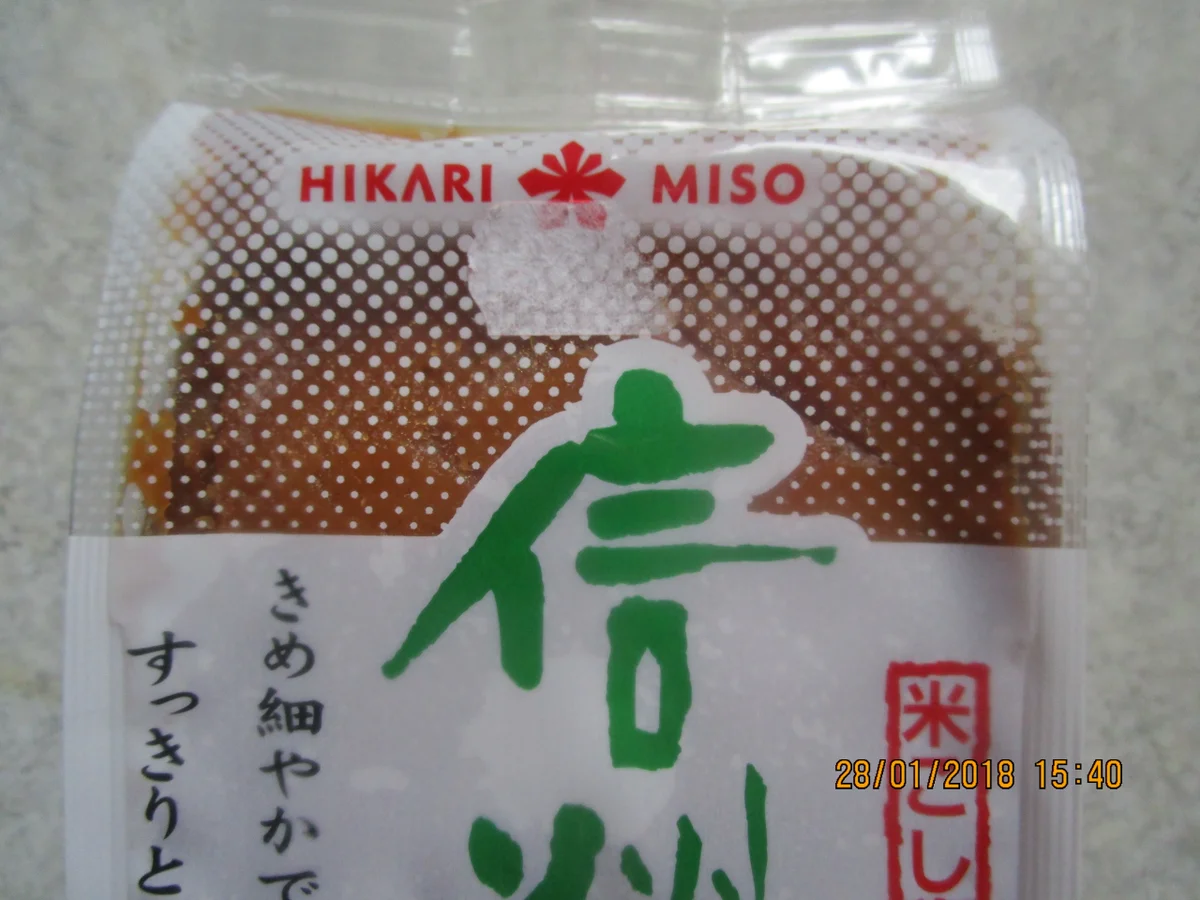 HIKARI MISO
信州
米こし
きめ細やかで
すっきりと
28/01/2018 15:40